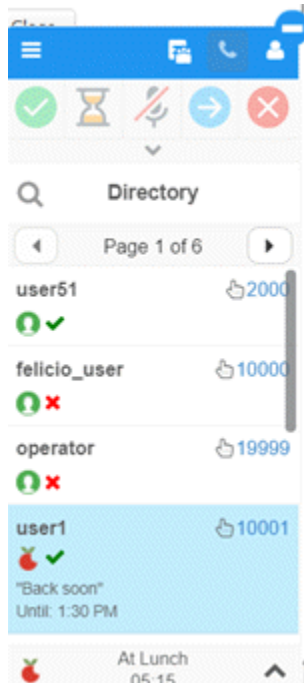 Close
Directory
Page 1 of 6
user51 2000
felicio_user 10000
operator 19999
user1 10001
"Back soon"
Until: 1:30 PM
At Lunch
05:15